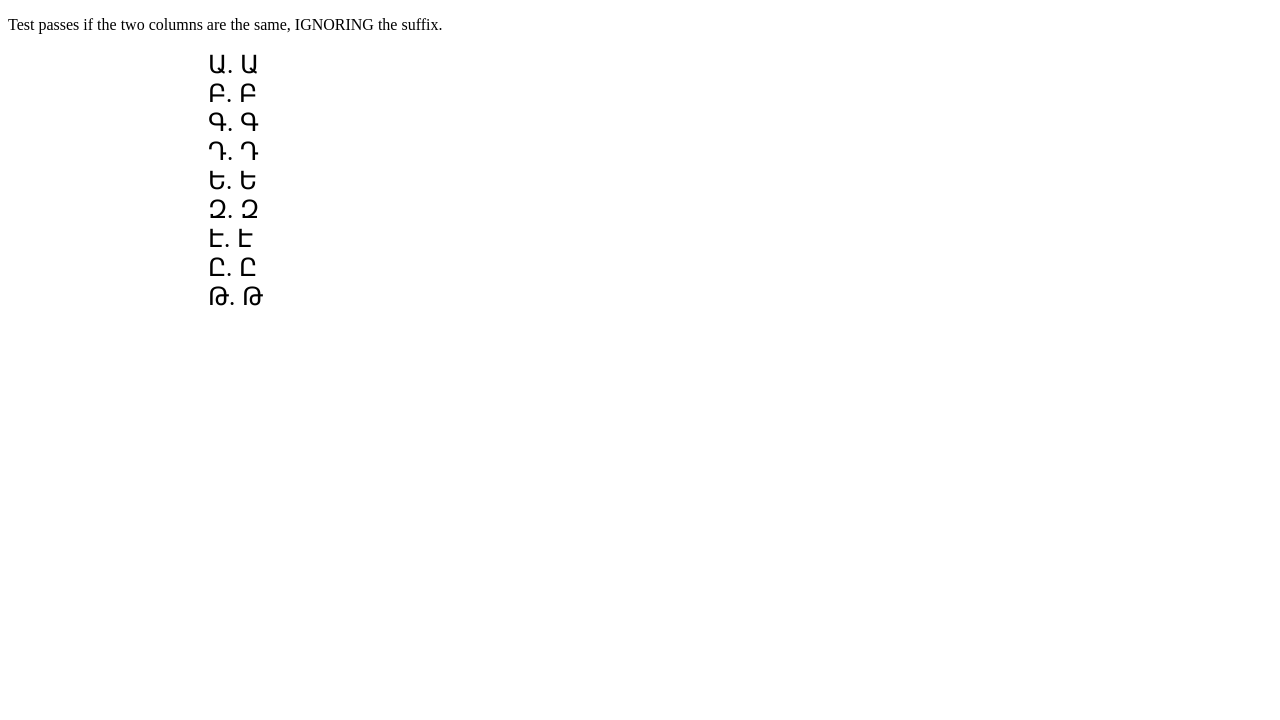 Test passes if the two columns are the same, IGNORING the suffix.
Ա. Ա
Բ. Բ
Գ. Գ
Դ. Դ
Ե. Ե
Զ. Զ
Է. Է
Ը. Ը
Թ. Թ